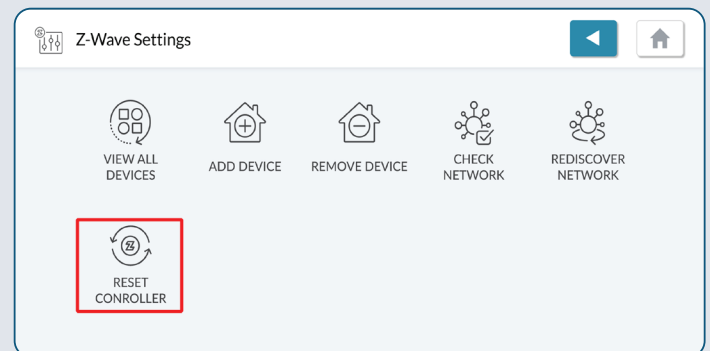 Z-Wave Settings
VIEW ALL
DEVICES
ADD DEVICE
REMOVE DEVICE
CHECK
NETWORK
REDISCOVER
NETWORK
RESET
CONROLLER